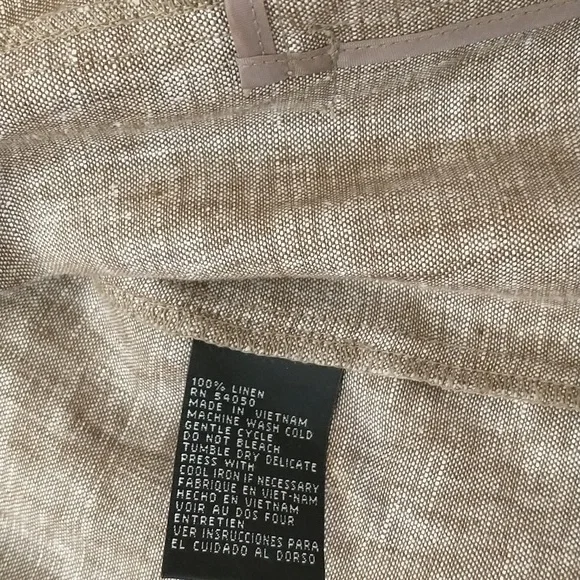 100% LINEN
RN 54050
MADE IN VIETNAM
MACHINE WASH COLD
GENTLE CYCLE
DO NOT BLEACH
TUMBLE DRY DELICATE
PRESS WITH
COOL IRON IF NECESSARY
FABRIQUE EN VIET-NAM
HECHO EN VIETNAM
VOIR AU DOS FOUR
ENTRETIEN
VER INSTRUCCIONES PARA
EL CUIDADO AL DORSO